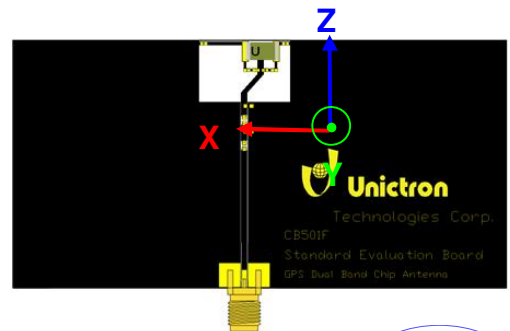 Z
U
X
Y
Unictron
Technologies Corp.
CB501F
Standard Evaluation Board
GPS Dual Band Chip Antenna